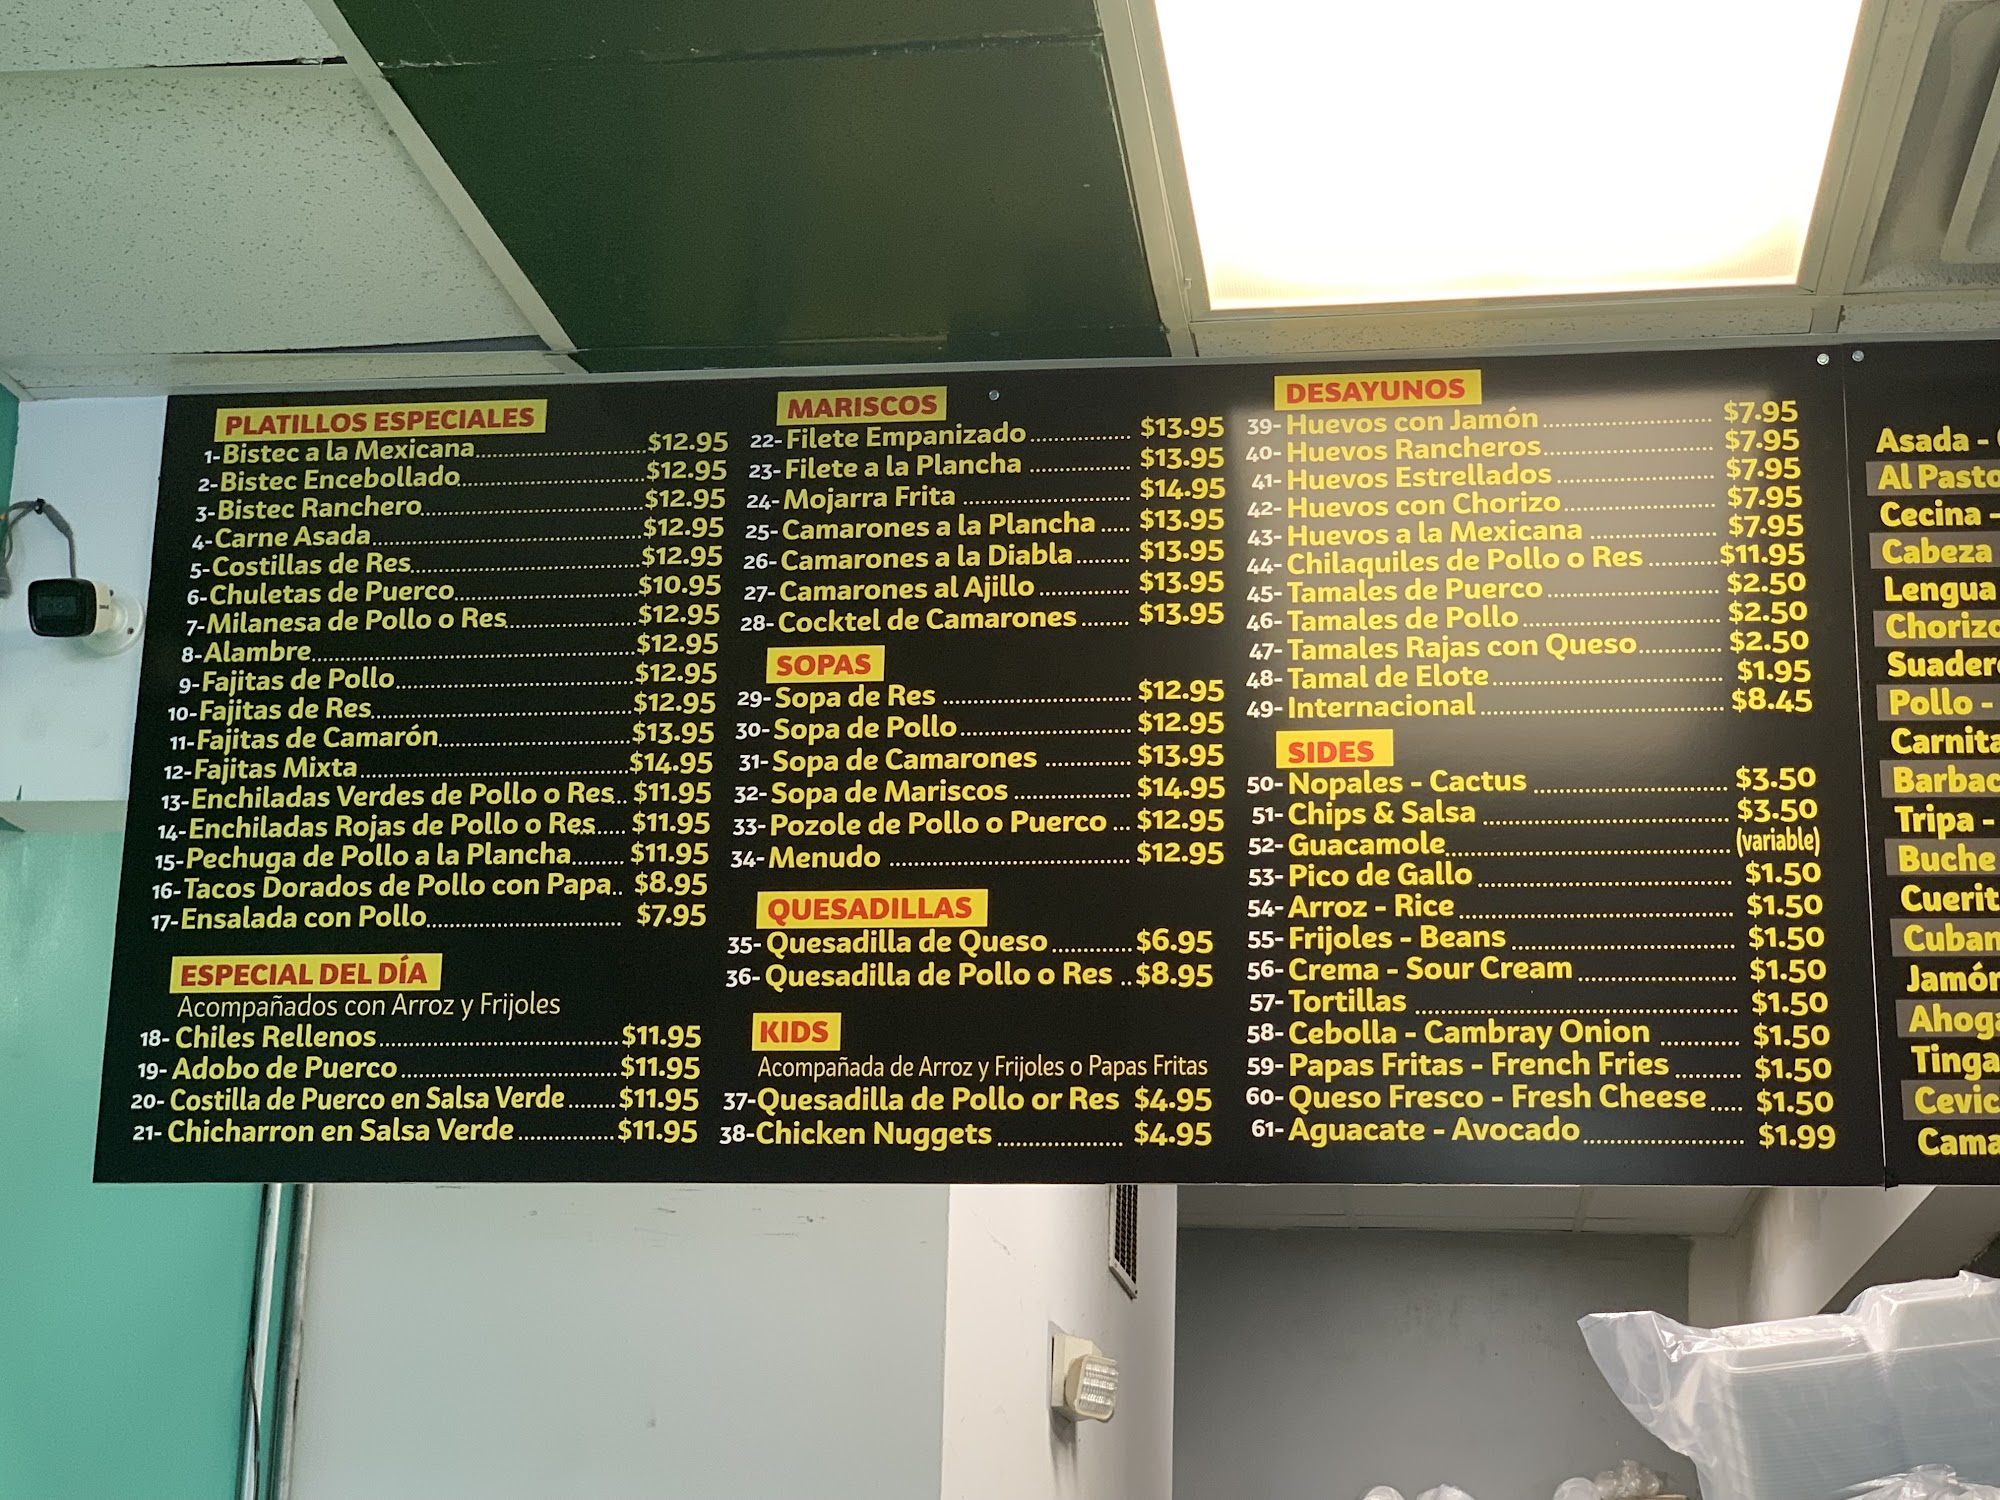 PLATILLOS ESPECIALES
1-Bistec a la Mexicana......$12.95
2-Bistec Encebollado......$12.95
3-Bistec Ranchero......$12.95
4-Carne Asada......$12.95
5-Costillas de Res......$12.95
6-Chuletas de Puerco......$10.95
7-Milanesa de Pollo o Res......$12.95
8-Alambre......$12.95
9-Fajitas de Pollo......$12.95
10-Fajitas de Res......$12.95
11-Fajitas de Camarón......$13.95
12-Fajitas Mixta......$14.95
13-Enchiladas Verdes de Pollo o Res.. $11.95
14-Enchiladas Rojas de Pollo o Res..... $11.95
15-Pechuga de Pollo a la Plancha........ $11.95
16-Tacos Dorados de Pollo con Papa.. $8.95
17-Ensalada con Pollo...... $7.95
ESPECIAL DEL DÍA
Acompañados con Arroz y Frijoles
18- Chiles Rellenos......$11.95
19- Adobo de Puerco......$11.95
20- Costilla de Puerco en Salsa Verde.......$11.95
21- Chicharron en Salsa Verde......$11.95
MARISCOS
22- Filete Empanizado...... $13.95
23- Filete a la Plancha ...... $13.95
24- Mojarra Frita ...... $14.95
25- Camarones a la Plancha ..... $13.95
26- Camarones a la Diabla......... $13.95
27- Camarones al Ajillo...... $13.95
28- Cocktel de Camarones ........ $13.95
SOPAS
29- Sopa de Res ...... $12.95
30- Sopa de Pollo...... $12.95
31- Sopa de Camarones ...... $13.95
32- Sopa de Mariscos ...... $14.95
33- Pozole de Pollo o Puerco ... $12.95
34- Menudo ...... $12.95
QUESADILLAS
35- Quesadilla de Queso ......$6.95
36- Quesadilla de Pollo o Res ..$8.95
KIDS
Acompañada de Arroz y Frijoles o Papas Fritas
37-Quesadilla de Pollo or Res $4.95
38-Chicken Nuggets...... $4.95
DESAYUNOS
39- Huevos con Jamón...... $7.95
40- Huevos Rancheros...... $7.95
41- Huevos Estrellados ...... $7.95
42- Huevos con Chorizo...... $7.95
43- Huevos a la Mexicana ...... $7.95
44- Chilaquiles de Pollo o Res ..........$11.95
45- Tamales de Puerco...... $2.50
46- Tamales de Pollo...... $2.50
47- Tamales Rajas con Queso...... $2.50
48- Tamal de Elote...... $1.95
49- Internacional...... $8.45
SIDES
50- Nopales - Cactus ...... $3.50
51- Chips & Salsa ...... $3.50
52- Guacamole...... (variable)
53- Pico de Gallo ...... $1.50
54- Arroz - Rice...... $1.50
55- Frijoles - Beans ...... $1.50
56- Crema - Sour Cream ...... $1.50
57- Tortillas ...... $1.50
58- Cebolla - Cambray Onion ...... $1.50
59- Papas Fritas - French Fries ...... $1.50
60- Queso Fresco - Fresh Cheese..... $1.50
61- Aguacate - Avocado...... $1.99
Asada -
Al Pasto
Cecina -
Cabeza
Lengua
Chorizo
Suader
Pollo -
Carnita
Barbac
Tripa -
Buche
Cuerit
Cuban
Jamón
Ahoga
Tinga
Cevic
Cama